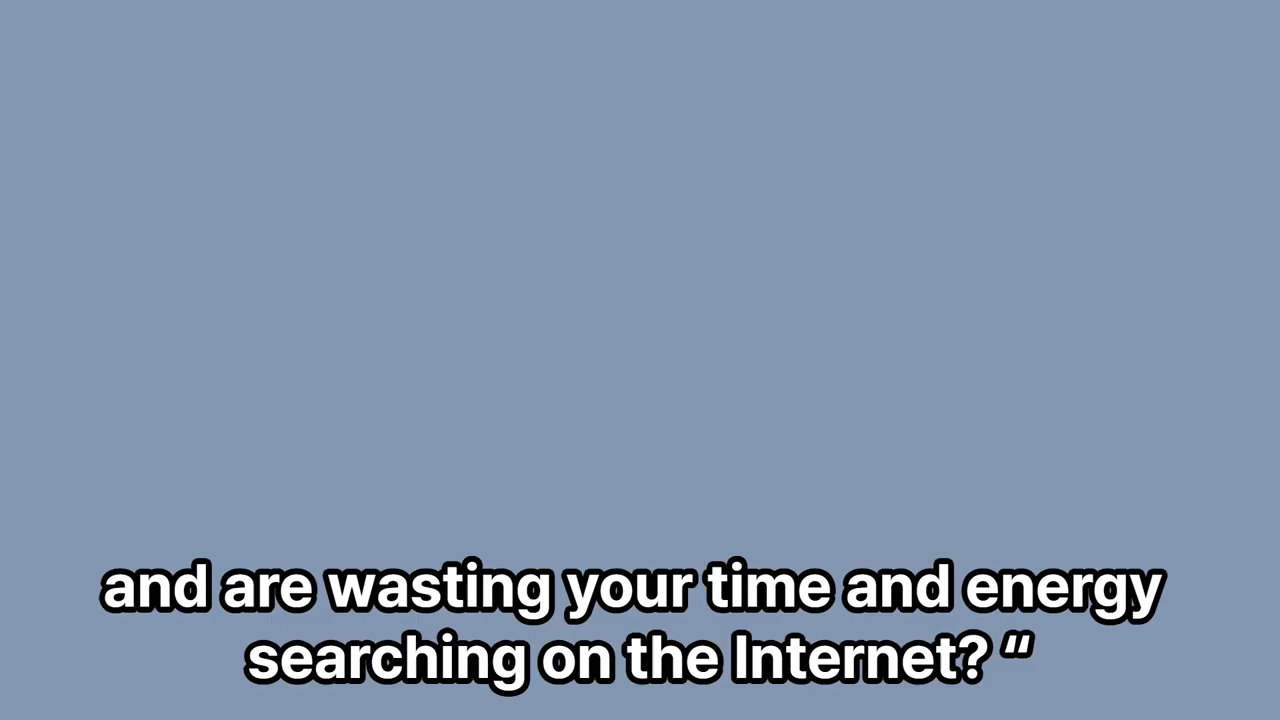 and are wasting your time and energy
searching on the Internet? “